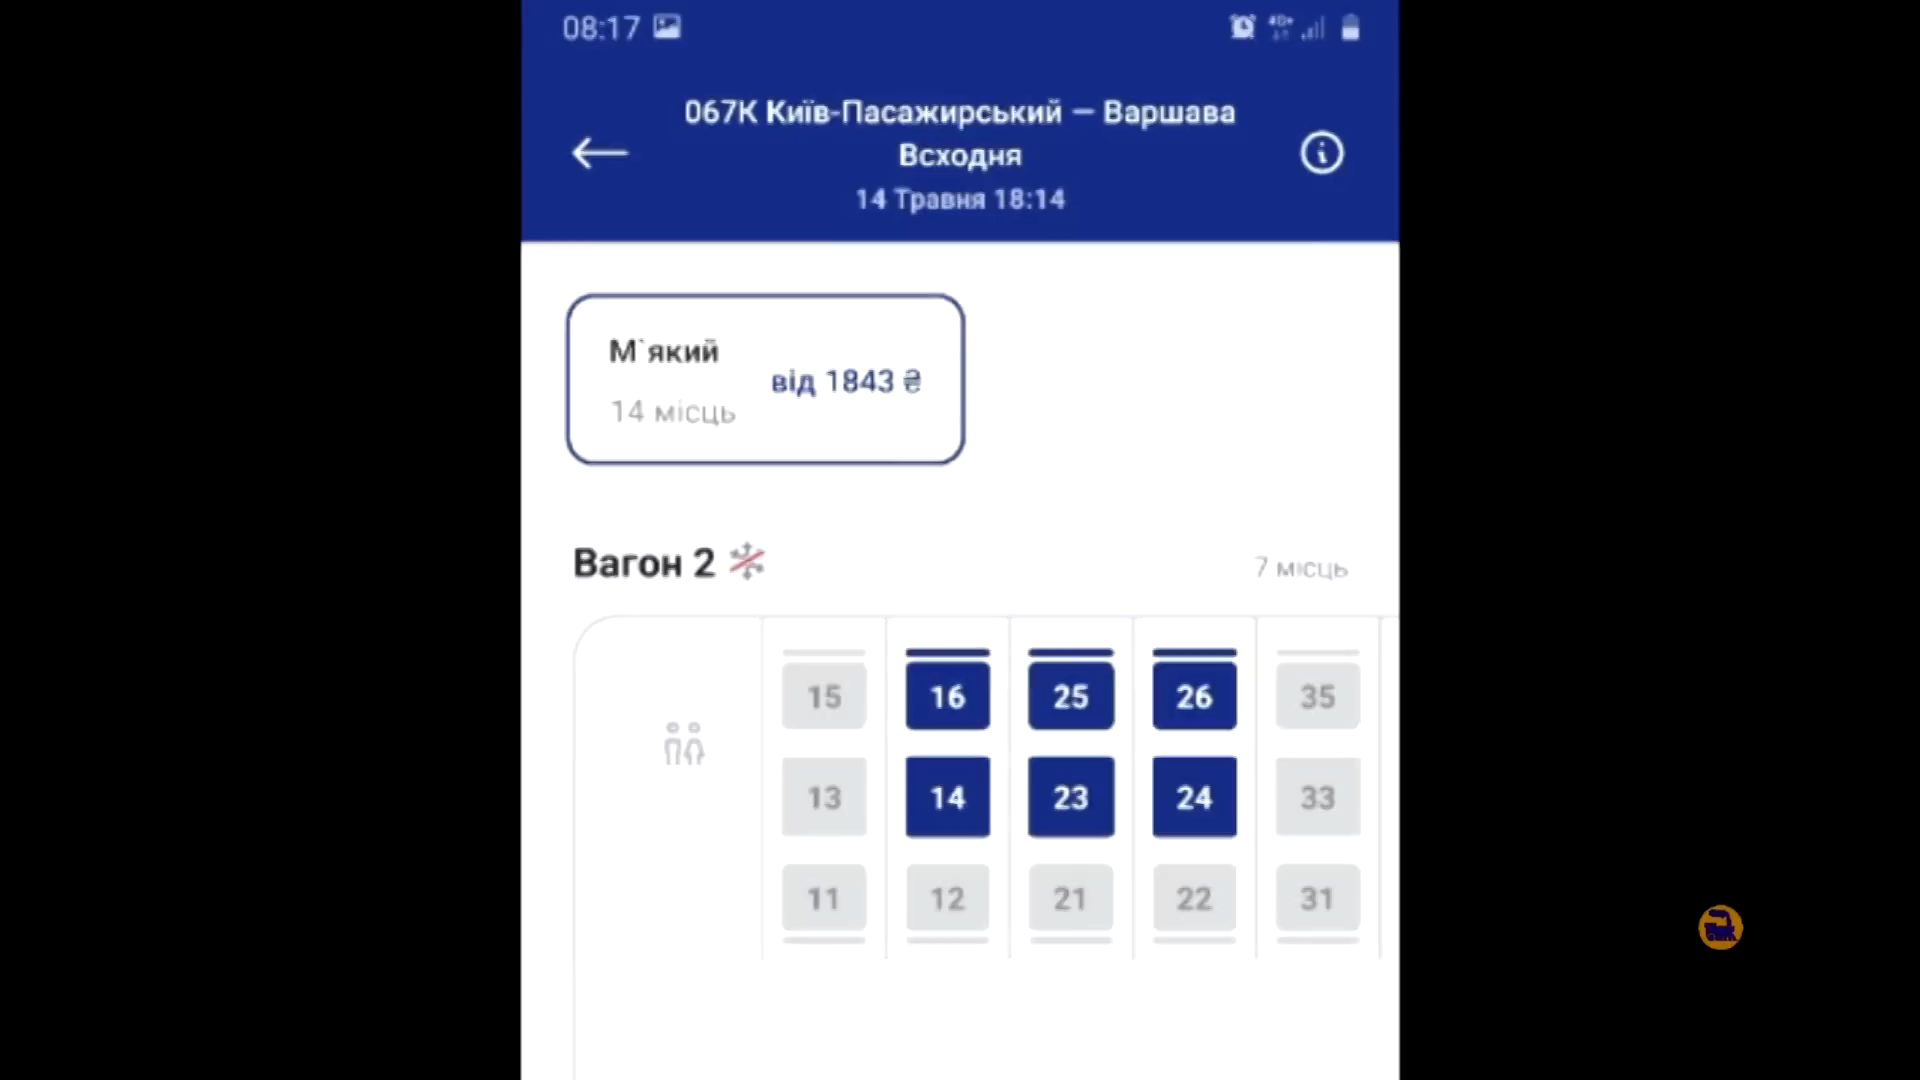 08:17
067К Київ-Пасажирський — Варшава
Всходня
14 Травня 18:14
М`який
від 1843 ₴
14 місць
Вагон 2
7 місць
15 16 25 26 35
13 14 23 24 33
11 12 21 22 31